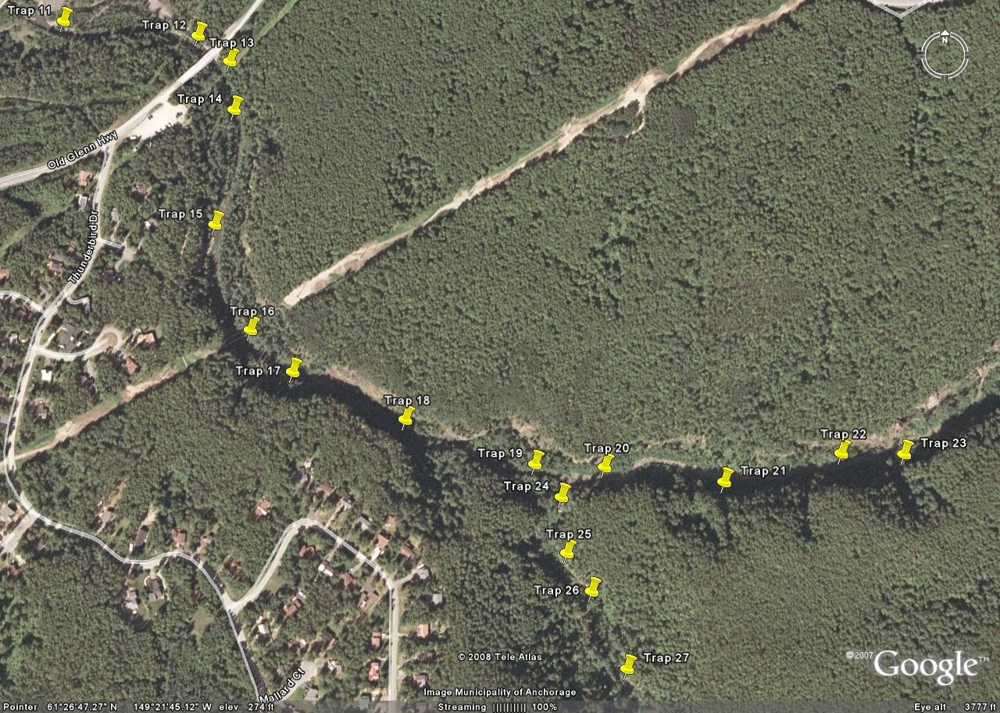 Trap 11
Trap 12
Trap 13
N
Trap 14
Old Glenn Hwy
Trap 15
Thunderbird Dr
Trap 16
Trap 17
Trap 18
Trap 19
Trap 20
Trap 22
Trap 23
Trap 21
Trap 24
Trap 25
Trap 26
Trap 27
© 2008 Tele Atlas
©2007 Google™
Mallard Ct
Image Municipality of Anchorage
Pointer 61°26'47.27" N 149°21'45.12" W elev 274 ft Streaming ||||||||| 100% Eye alt 3777 ft